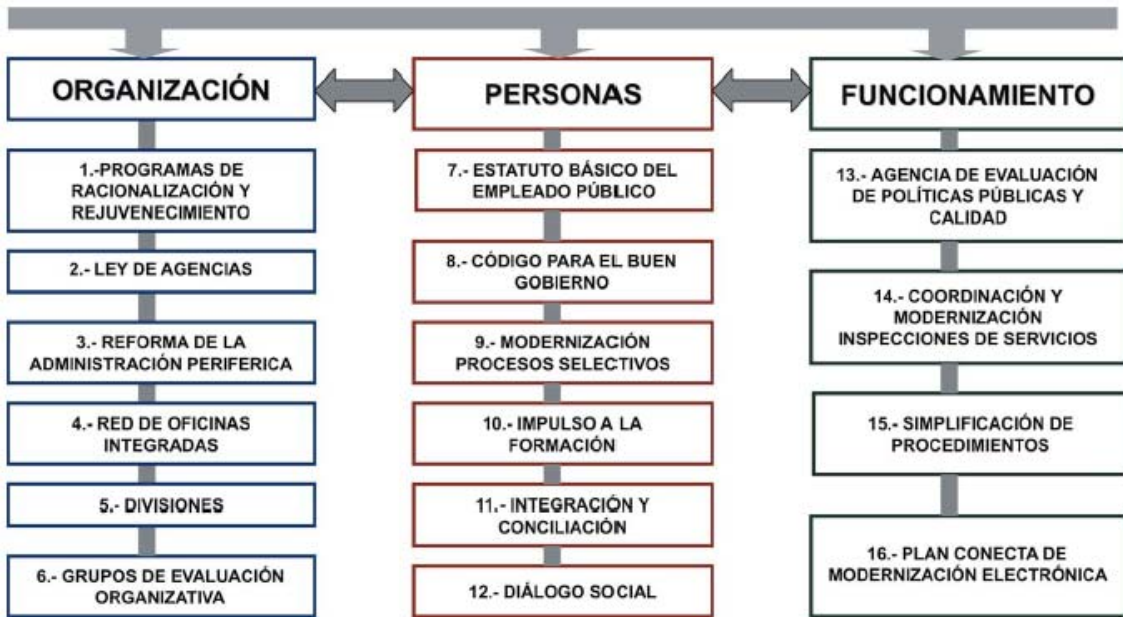 ORGANIZACIÓN
1.-PROGRAMAS DE
RACIONALIZACIÓN Y
REJUVENECIMIENTO
2.- LEY DE AGENCIAS
3.- REFORMA DE LA
ADMINISTRACIÓN PERIFERICA
4.- RED DE OFICINAS
INTEGRADAS
5.- DIVISIONES
6.- GRUPOS DE EVALUACIÓN
ORGANIZATIVA
PERSONAS
7.- ESTATUTO BÁSICO DEL
EMPLEADO PÚBLICO
8.- CÓDIGO PARA EL BUEN
GOBIERNO
9.- MODERNIZACIÓN
PROCESOS SELECTIVOS
10.- IMPULSO A LA
FORMACIÓN
11.- INTEGRACIÓN Y
CONCILIACIÓN
12.- DIÁLOGO SOCIAL
FUNCIONAMIENTO
13.- AGENCIA DE EVALUACIÓN
DE POLÍTICAS PÚBLICAS Y
CALIDAD
14.- COORDINACIÓN Y
MODERNIZACIÓN
INSPECCIONES DE SERVICIOS
15.- SIMPLIFICACIÓN DE
PROCEDIMIENTOS
16.- PLAN CONECTA DE
MODERNIZACIÓN ELECTRÓNICA